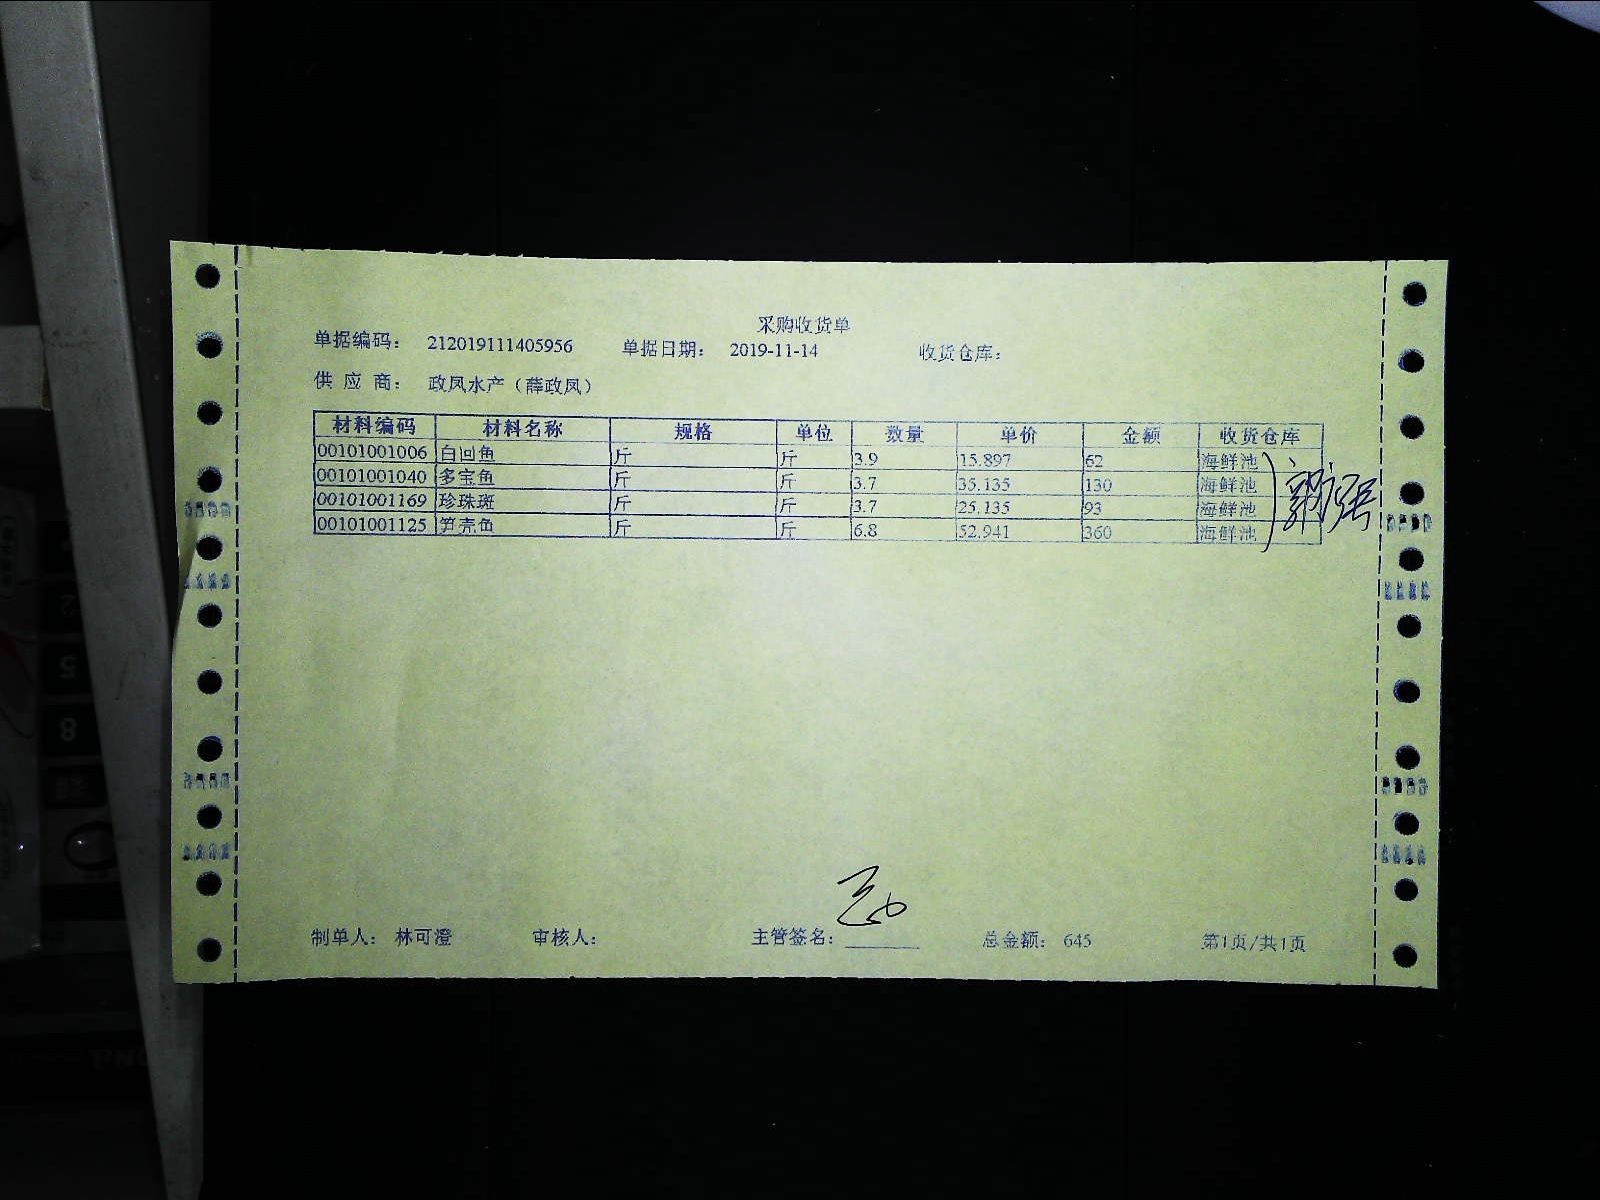 采购收货单
单据编码： 212019111405956 单据日期： 2019-11-14 收货仓库：
供 应 商： 政凤水产（薛政凤）
材料编码 材料名称 规格 单位 数量 单价 金额 收货仓库
00101001006 白回鱼 斤 斤 3.9 15.897 62 海鲜池
00101001040 多宝鱼 斤 斤 3.7 35.135 130 海鲜池
00101001169 珍珠斑 斤 斤 3.7 25.135 93 海鲜池
00101001125 笋壳鱼 斤 斤 6.8 52.941 360 海鲜池
制单人： 林可澄 审核人： 主管签名： 总金额： 645 第1页/共1页